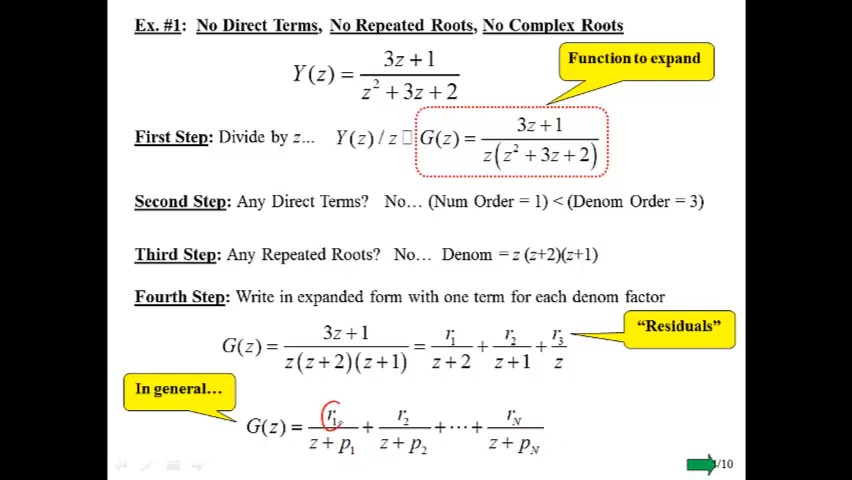 Ex. #1: No Direct Terms, No Repeated Roots, No Complex Roots
Function to expand
Y(z) = (3z + 1) / (z² + 3z + 2)
First Step: Divide by z... Y(z) / z □ G(z) = (3z + 1) / (z(z² + 3z + 2))
Second Step: Any Direct Terms? No… (Num Order = 1) < (Denom Order = 3)
Third Step: Any Repeated Roots? No… Denom = z (z+2)(z+1)
Fourth Step: Write in expanded form with one term for each denom factor
"Residuals"
G(z) = (3z + 1) / (z(z + 2)(z + 1)) = r₁ / (z + 2) + r₂ / (z + 1) + r₃ / z
In general…
G(z) = r₁ / (z + p₁) + r₂ / (z + p₂) + ⋯ + r_N / (z + p_N)
/10